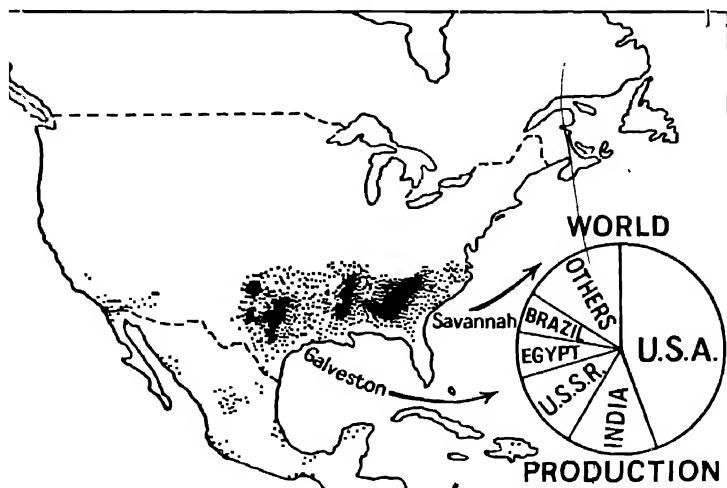 WORLD
OTHERS
Savannah
BRAZIL
U.S.A.
EGYPT
Galveston
U.S.S.R.
INDIA
PRODUCTION